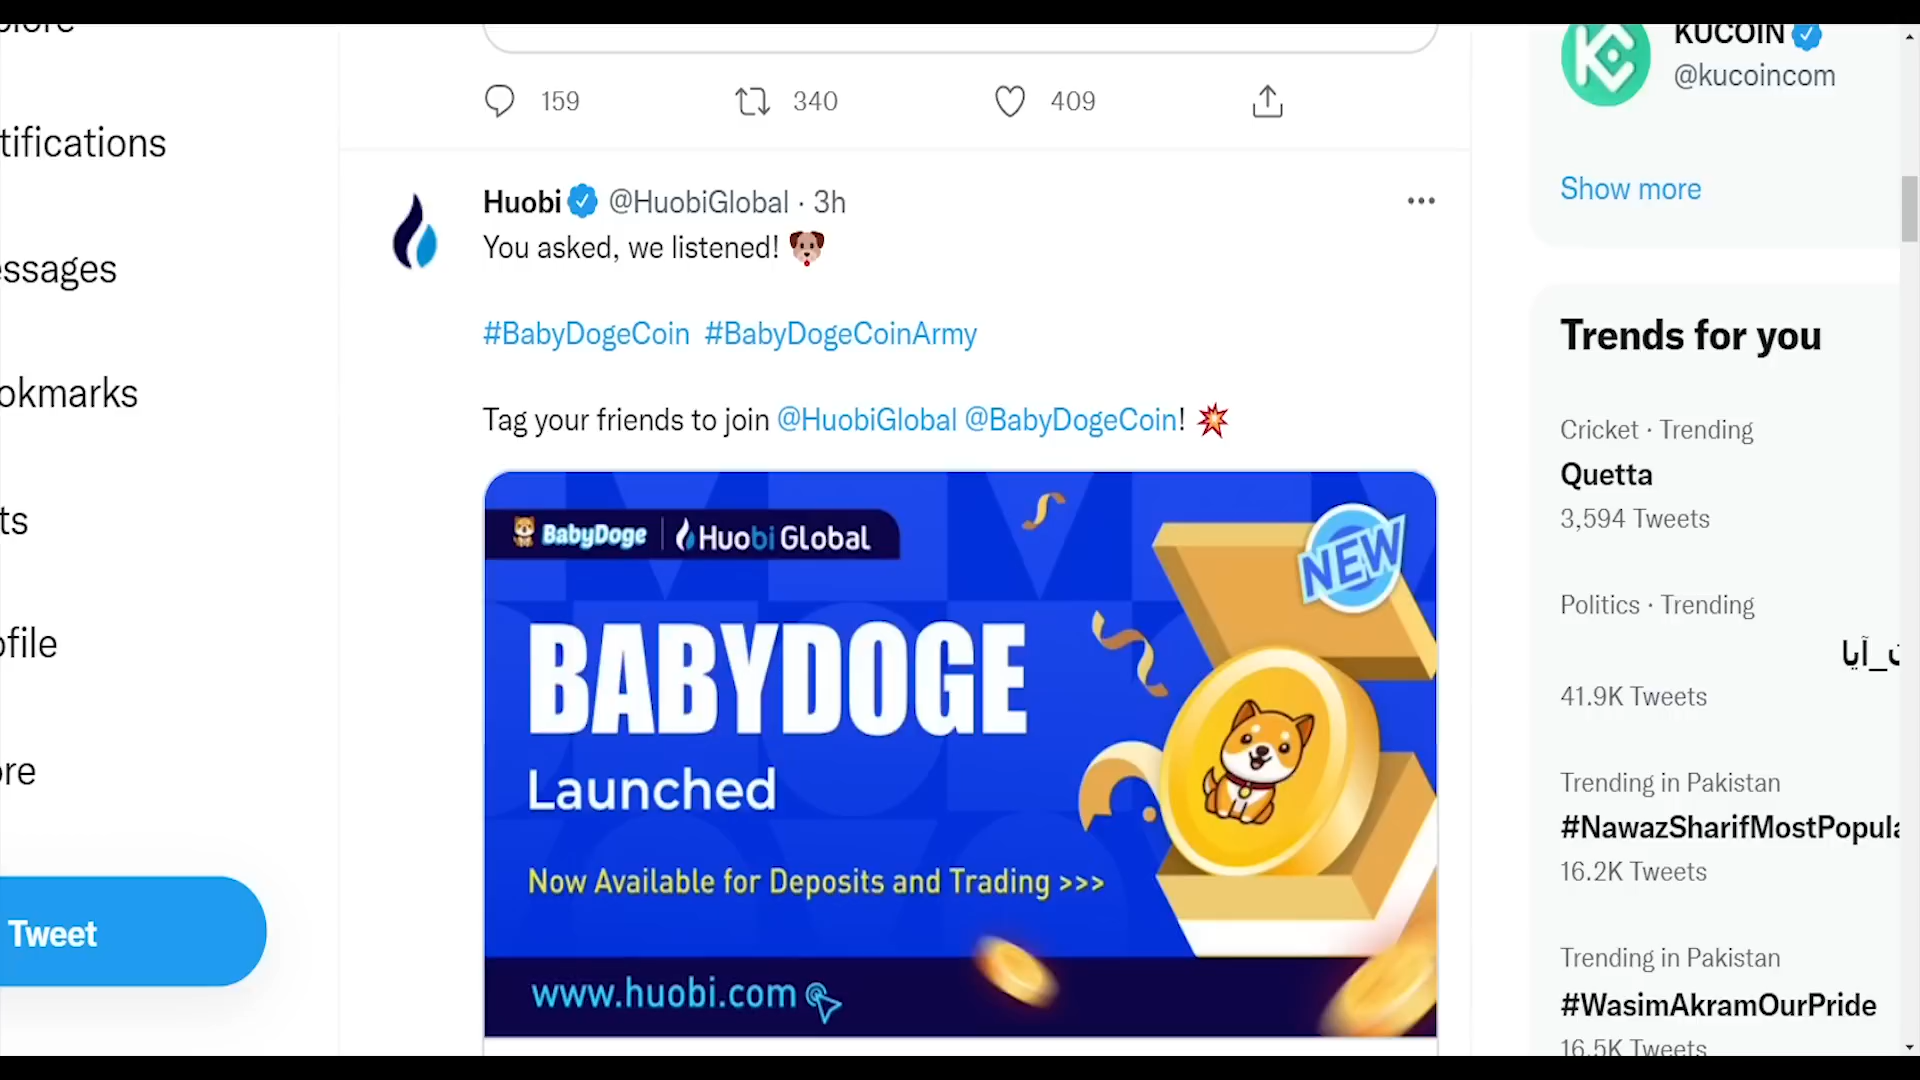 plore
tifications
essages
okmarks
ts
ofile
ore
Tweet
159 340 409
Huobi @HuobiGlobal · 3h
You asked, we listened!
#BabyDogeCoin #BabyDogeCoinArmy
Tag your friends to join @HuobiGlobal @BabyDogeCoin!
BabyDoge | Huobi Global
NEW
BABYDOGE
Launched
Now Available for Deposits and Trading >>>
www.huobi.com
KUCOIN
@kucoincom
Show more
Trends for you
Cricket · Trending
Quetta
3,594 Tweets
Politics · Trending
41.9K Tweets
Trending in Pakistan
#NawazSharifMostPopula
16.2K Tweets
Trending in Pakistan
#WasimAkramOurPride
16.5K Tweets